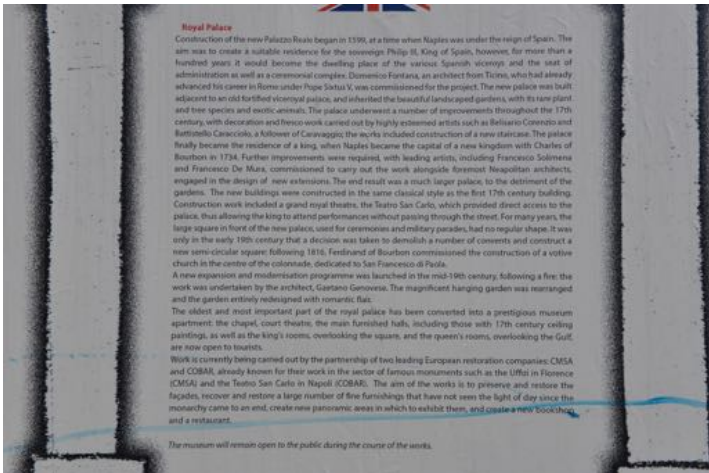 Royal Palace
Construction of the new Palazzo Reale began in 1599, at a time when Naples was under the reign of Spain. The
aim was to create a suitable residence for the sovereign Philip III, King of Spain, however, for more than a
hundred years it would become the dwelling place of the various Spanish viceroys and the seat of
administration as well as a ceremonial complex. Domenico Fontana, an architect from Ticino, who had already
advanced his career in Rome under Pope Sixtus V, was commissioned for the project. The new palace was built
adjacent to an old fortified viceroyal palace, and inherited the beautiful landscaped gardens, with its rare plant
and tree species and exotic animals. The palace underwent a number of improvements throughout the 17th
century, with decoration and fresco work carried out by highly esteemed artists such as Belisario Corenzio and
Battistello Caracciolo, a follower of Caravaggio; the works included construction of a new staircase. The palace
finally became the residence of a king, when Naples became the capital of a new kingdom with Charles of
Bourbon in 1734. Further improvements were required, with leading artists, including Francesco Solimena
and Francesco De Mura, commissioned to carry out the work alongside foremost Neapolitan architects,
engaged in the design of new extensions. The end result was a much larger palace, to the detriment of the
gardens. The new buildings were constructed in the same classical style as the first 17th century building.
Construction work included a grand royal theatre, the Teatro San Carlo, which provided direct access to the
palace, thus allowing the king to attend performances without passing through the street. For many years, the
large square in front of the new palace, used for ceremonies and military parades, had no regular shape. It was
only in the early 19th century that a decision was taken to demolish a number of convents and construct a
new semi-circular square; following 1816, Ferdinand of Bourbon commissioned the construction of a votive
church in the centre of the colonnade, dedicated to San Francesco di Paola.
A new expansion and modernisation programme was launched in the mid-19th century, following a fire: the
work was undertaken by the architect, Gaetano Genovese. The magnificent hanging garden was rearranged
and the garden entirely redesigned with romantic flair.
The oldest and most important part of the royal palace has been converted into a prestigious museum
apartment: the chapel, court theatre, the main furnished halls, including those with 17th century ceiling
paintings, as well as the king's rooms, overlooking the square, and the queen's rooms, overlooking the Gulf,
are now open to tourists.
Work is currently being carried out by the partnership of two leading European restoration companies: CMSA
and COBAR, already known for their work in the sector of famous monuments such as the Uffizi in Florence
(CMSA) and the Teatro San Carlo in Napoli (COBAR). The aim of the works is to preserve and restore the
façades, recover and restore a large number of fine furnishings that have not seen the light of day since the
monarchy came to an end, create new panoramic areas in which to exhibit them, and create a new bookshop
and a restaurant.
The museum will remain open to the public during the course of the works.